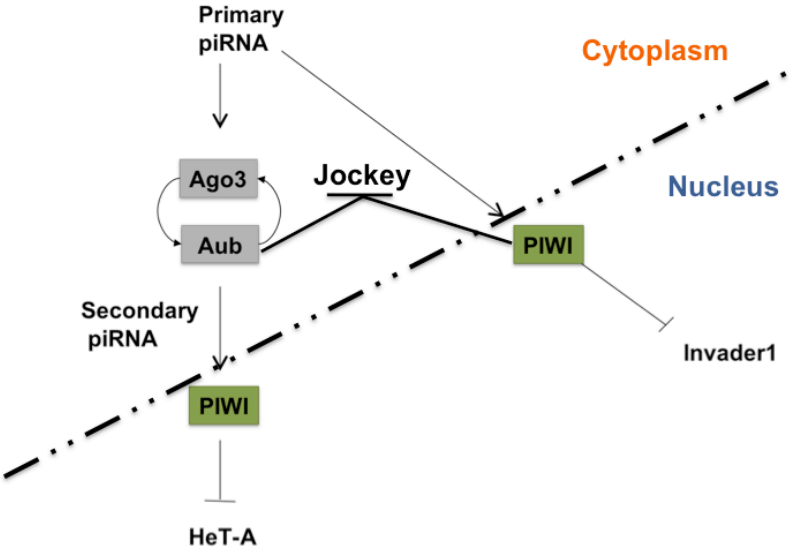 Primary
piRNA
Cytoplasm
Ago3
Jockey
Nucleus
Aub
PIWI
Secondary
piRNA
Invader1
PIWI
HeT-A